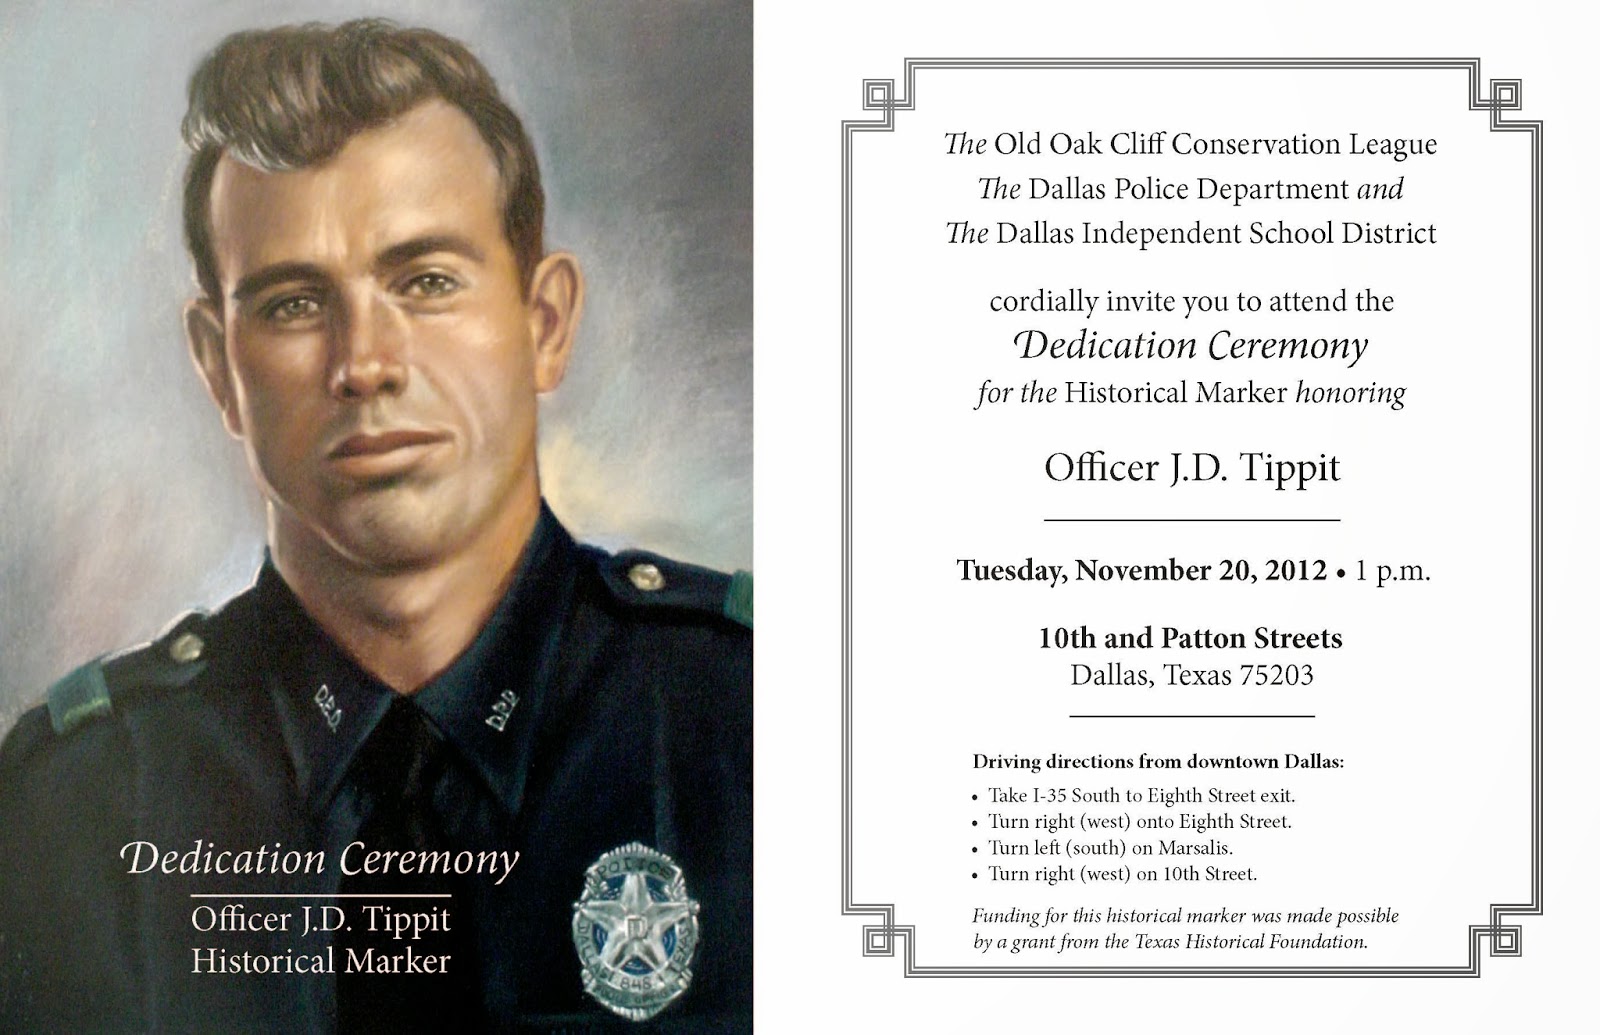 D.P.D.
D.P.D.
Dedication Ceremony
Officer J.D. Tippit
Historical Marker
POLICE
DALLAS TEXAS
848
The Old Oak Cliff Conservation League
The Dallas Police Department and
The Dallas Independent School District
cordially invite you to attend the
Dedication Ceremony
for the Historical Marker honoring
Officer J.D. Tippit
Tuesday, November 20, 2012 • 1 p.m.
10th and Patton Streets
Dallas, Texas 75203
Driving directions from downtown Dallas:
• Take I-35 South to Eighth Street exit.
• Turn right (west) onto Eighth Street.
• Turn left (south) on Marsalis.
• Turn right (west) on 10th Street.
Funding for this historical marker was made possible
by a grant from the Texas Historical Foundation.